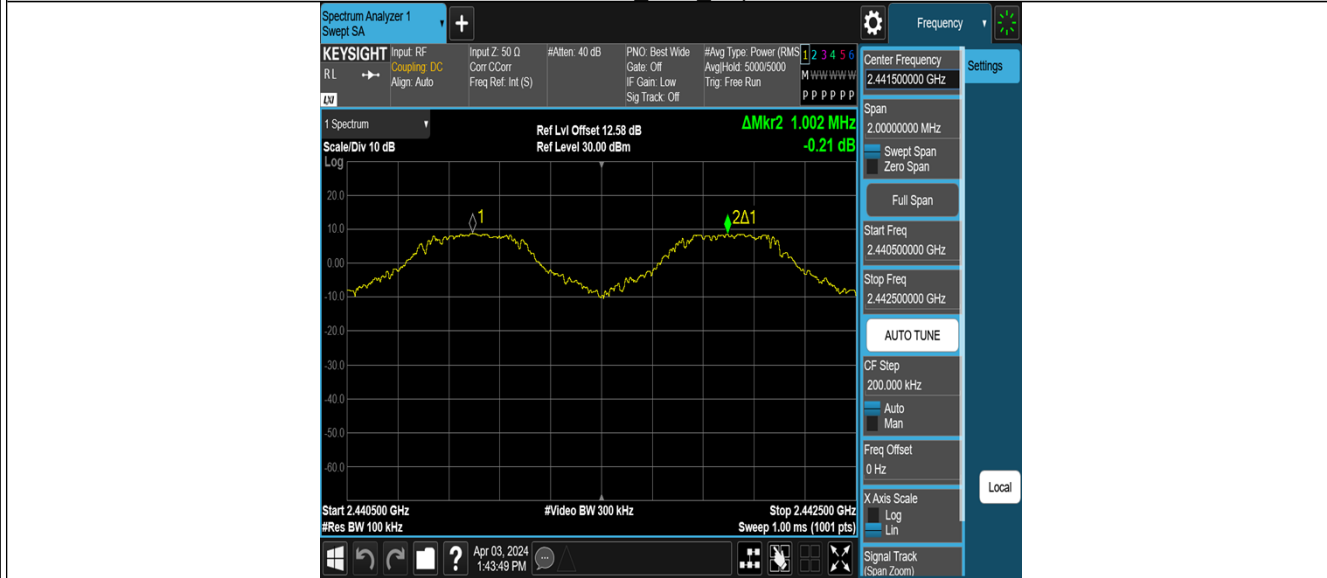 Spectrum Analyzer 1
Swept SA
Frequency
KEYSIGHT
RL
LXI
Input: RF
Coupling: DC
Align: Auto
Input Z: 50 Ω
Corr CCorr
Freq Ref: Int (S)
#Atten: 40 dB
PNO: Best Wide
Gate: Off
IF Gain: Low
Sig Track: Off
#Avg Type: Power (RMS
Avg|Hold: 5000/5000
Trig: Free Run
1 2 3 4 5 6
M W W W W W
P P P P P P
1 Spectrum
Scale/Div 10 dB
Log
Ref Lvl Offset 12.58 dB
Ref Level 30.00 dBm
ΔMkr2 1.002 MHz
-0.21 dB
20.0
10.0
0.00
-10.0
-20.0
-30.0
-40.0
-50.0
-60.0
1
2Δ1
Start 2.440500 GHz
#Res BW 100 kHz
#Video BW 300 kHz
Stop 2.442500 GHz
Sweep 1.00 ms (1001 pts)
Apr 03, 2024
1:43:49 PM
Center Frequency
2.441500000 GHz
Settings
Span
2.00000000 MHz
Swept Span
Zero Span
Full Span
Start Freq
2.440500000 GHz
Stop Freq
2.442500000 GHz
AUTO TUNE
CF Step
200.000 kHz
Auto
Man
Freq Offset
0 Hz
X Axis Scale
Log
Lin
Signal Track
(Span Zoom)
Local